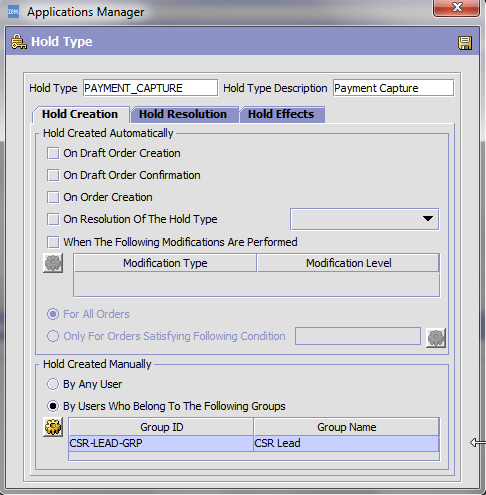 IBM Applications Manager
Hold Type
Hold Type PAYMENT_CAPTURE Hold Type Description Payment Capture
Hold Creation Hold Resolution Hold Effects
Hold Created Automatically
On Draft Order Creation
On Draft Order Confirmation
On Order Creation
On Resolution Of The Hold Type
When The Following Modifications Are Performed
Modification Type Modification Level
For All Orders
Only For Orders Satisfying Following Condition
Hold Created Manually
By Any User
By Users Who Belong To The Following Groups
Group ID Group Name
CSR-LEAD-GRP CSR Lead